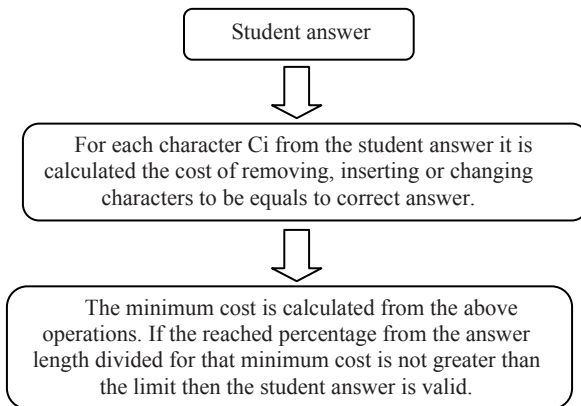 Student answer
For each character Ci from the student answer it is
calculated the cost of removing, inserting or changing
characters to be equals to correct answer.
The minimum cost is calculated from the above
operations. If the reached percentage from the answer
length divided for that minimum cost is not greater than
the limit then the student answer is valid.